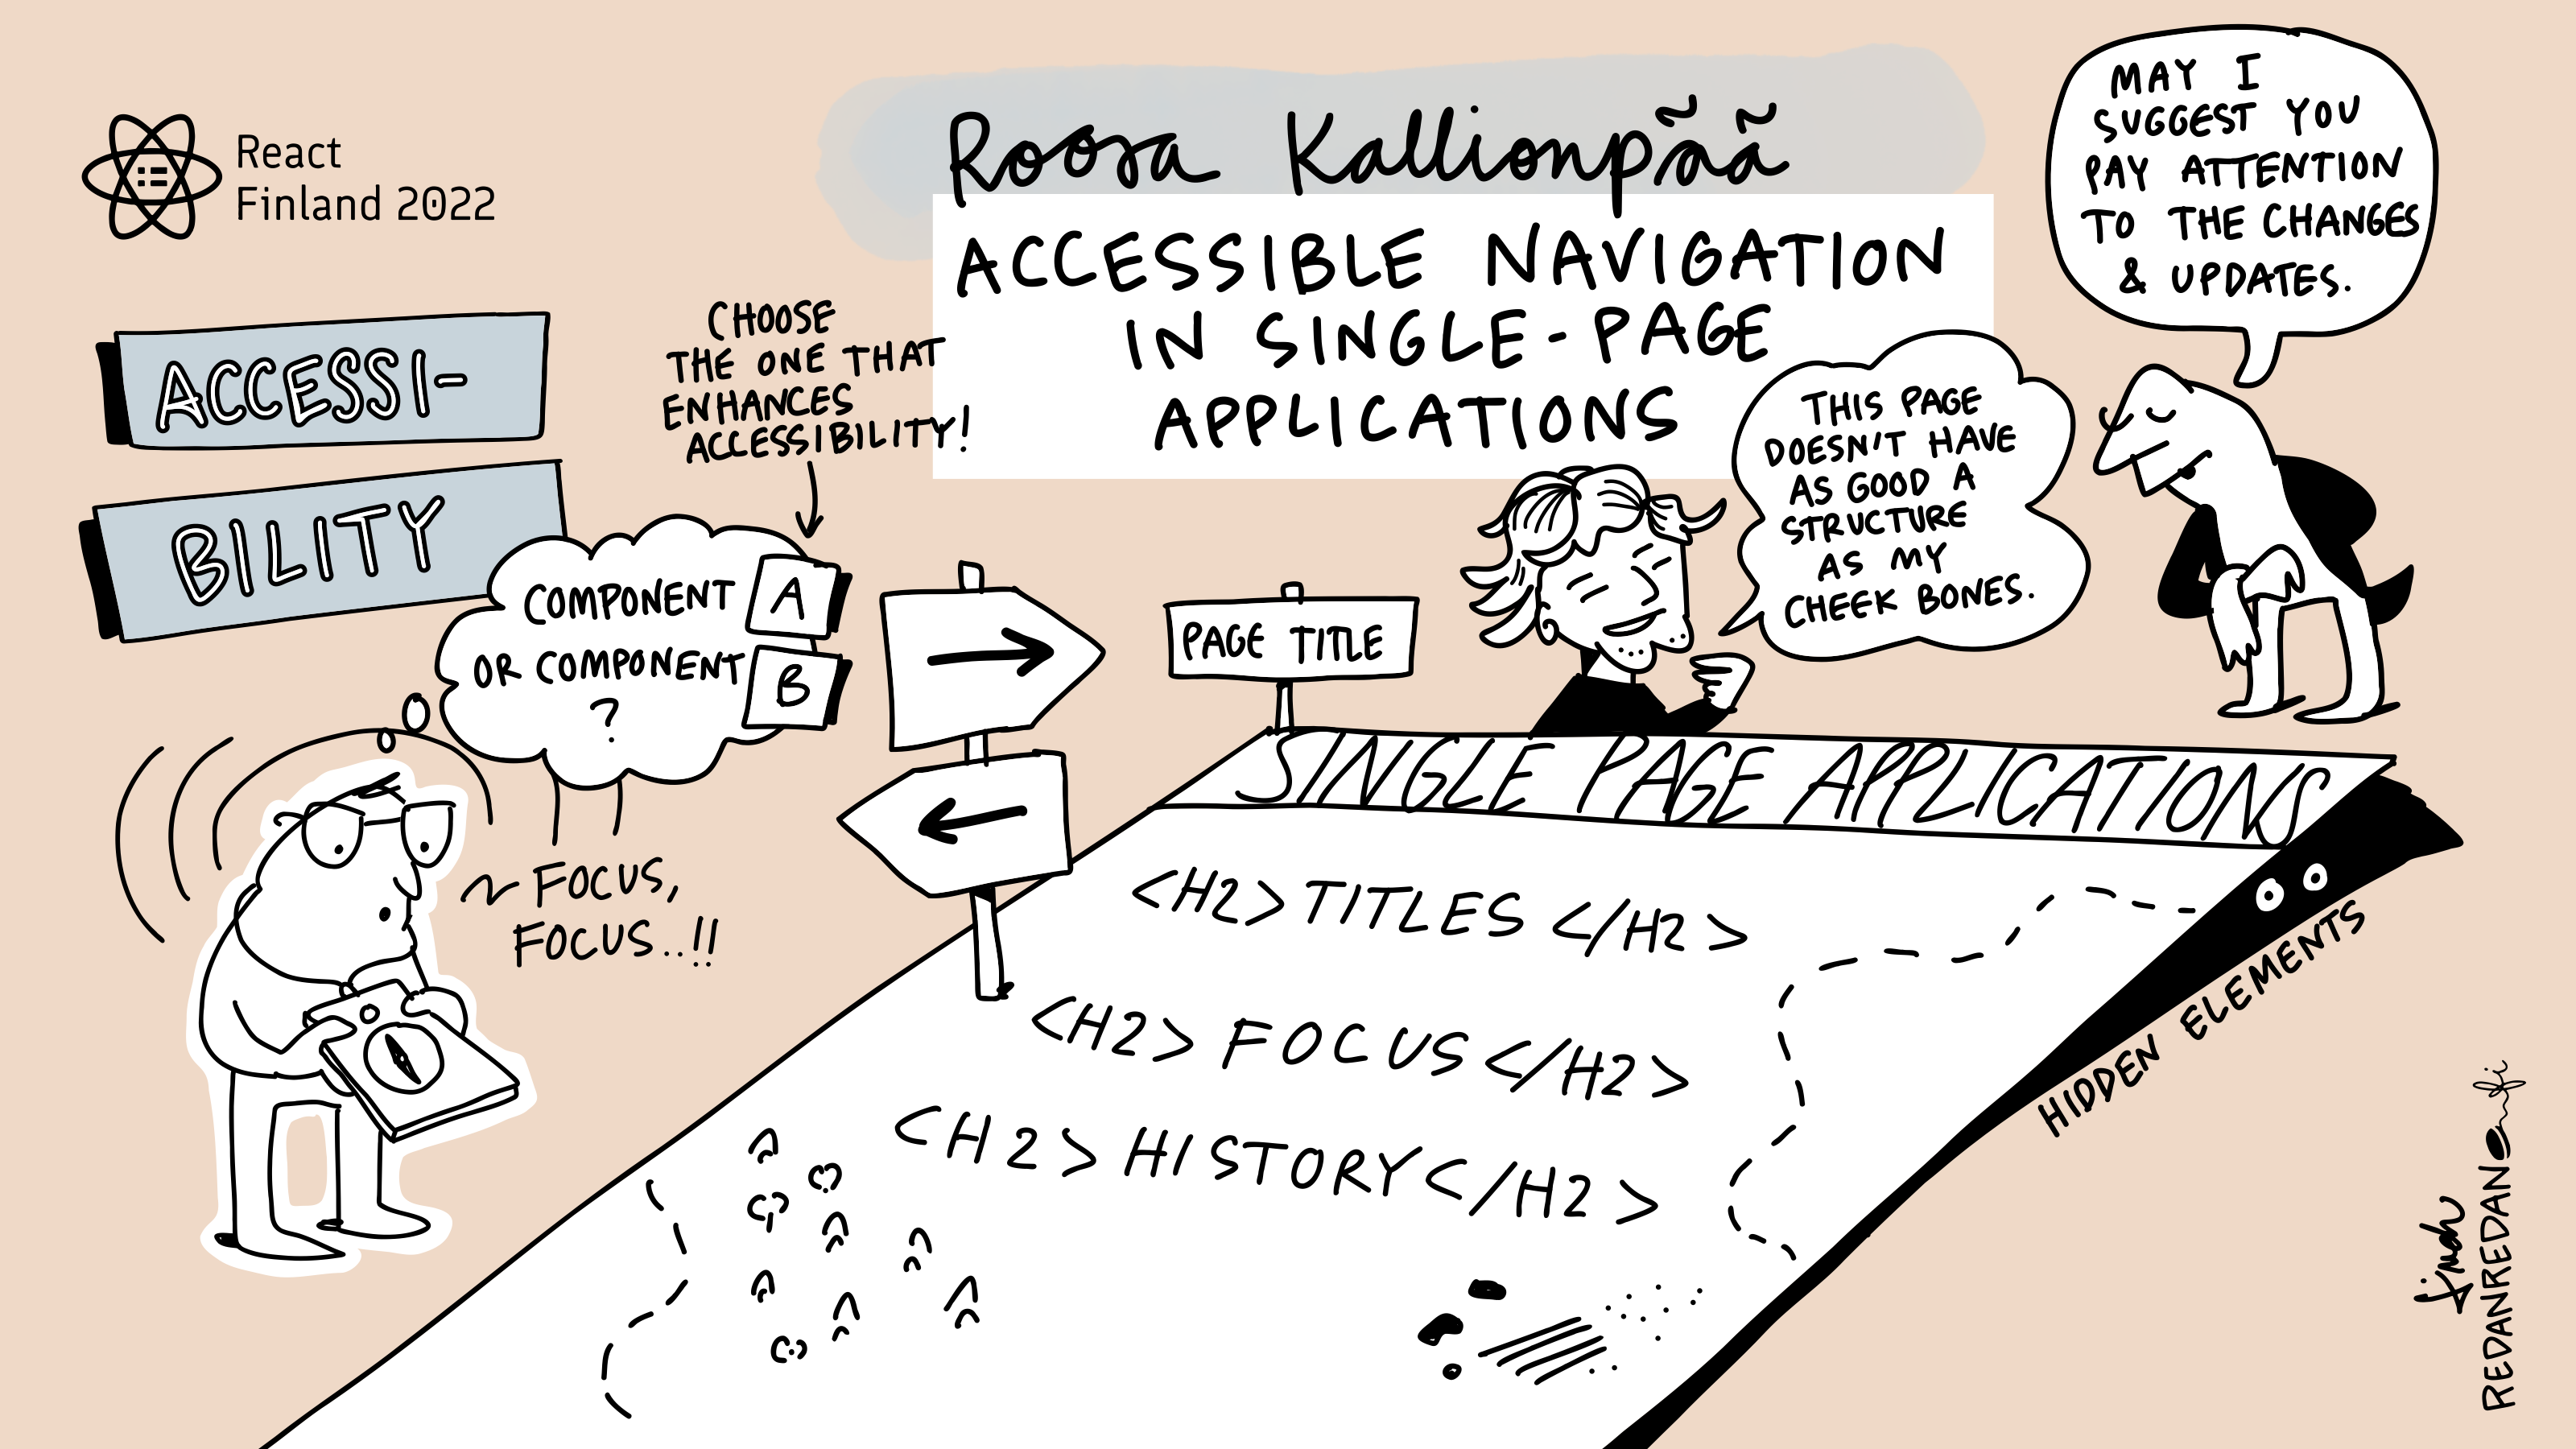 React
Finland 2022
Roosa Kallionpãã
ACCESSIBLE NAVIGATION
IN SINGLE-PAGE
APPLICATIONS
MAY I
SUGGEST YOU
PAY ATTENTION
TO THE CHANGES
& UPDATES.
ACCESSI-
BILITY
CHOOSE
THE ONE THAT
ENHANCES
ACCESSIBILITY!
THIS PAGE
DOESN'T HAVE
AS GOOD A
STRUCTURE
AS MY
CHEEK BONES.
COMPONENT A
OR COMPONENT B
?
PAGE TITLE
~ FOCUS,
FOCUS..!!
SINGLE PAGE APPLICATIONS
<H2> TITLES </H2>
<H2> FOCUS </H2>
<H2> HISTORY </H2>
HIDDEN ELEMENTS
REDANREDAN